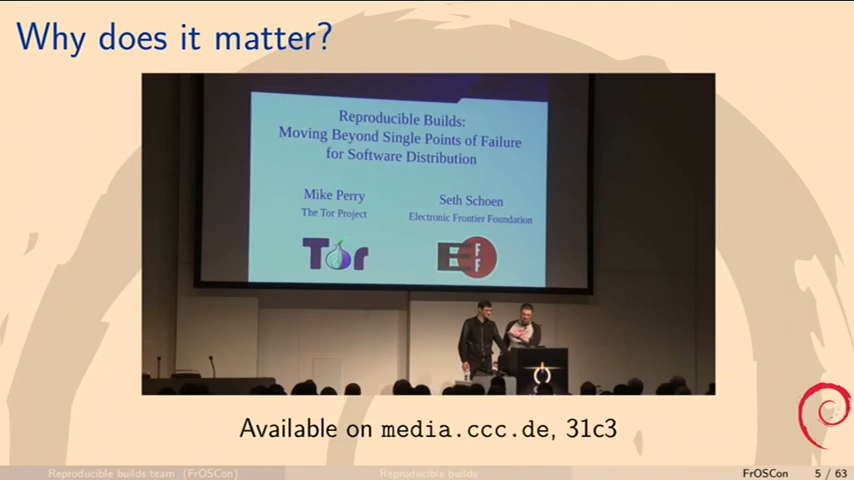 Why does it matter?
Reproducible Builds:
Moving Beyond Single Points of Failure
for Software Distribution
Mike Perry
Seth Schoen
The Tor Project
Electronic Frontier Foundation
Tor
EFF
Available on media.ccc.de, 31c3
Reproducible builds team (FrOSCon)
Reproducible builds
FrOSCon
5 / 63